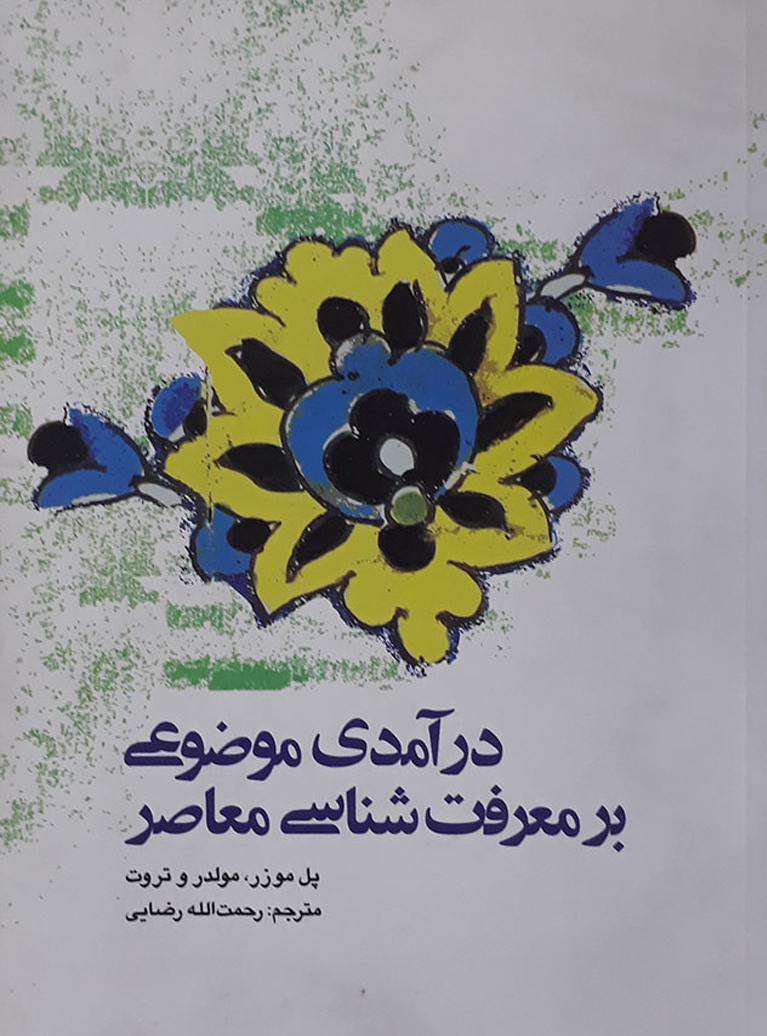 درآمدی موضوعی
بر معرفت شناسی معاصر
پل موزر، مولدر و تروت
مترجم: رحمت‌الله رضایی